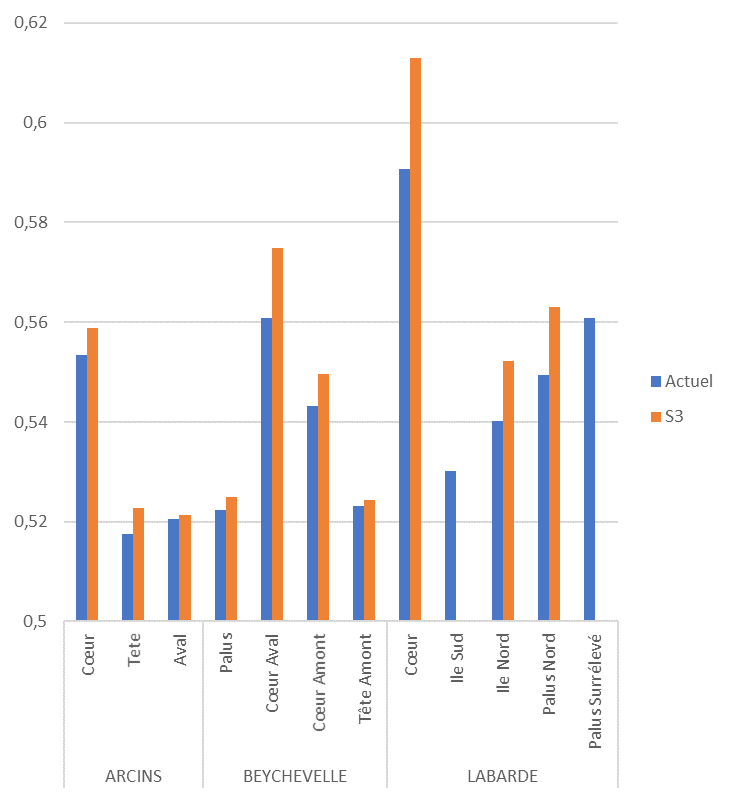 0,62
0,6
0,58
0,56
0,54
0,52
0,5
Actuel
S3
Cœur
Tete
Aval
Palus
Cœur Aval
Cœur Amont
Tête Amont
Cœur
Ile Sud
Ile Nord
Palus Nord
Palus Surrélevé
ARCINS
BEYCHEVELLE
LABARDE